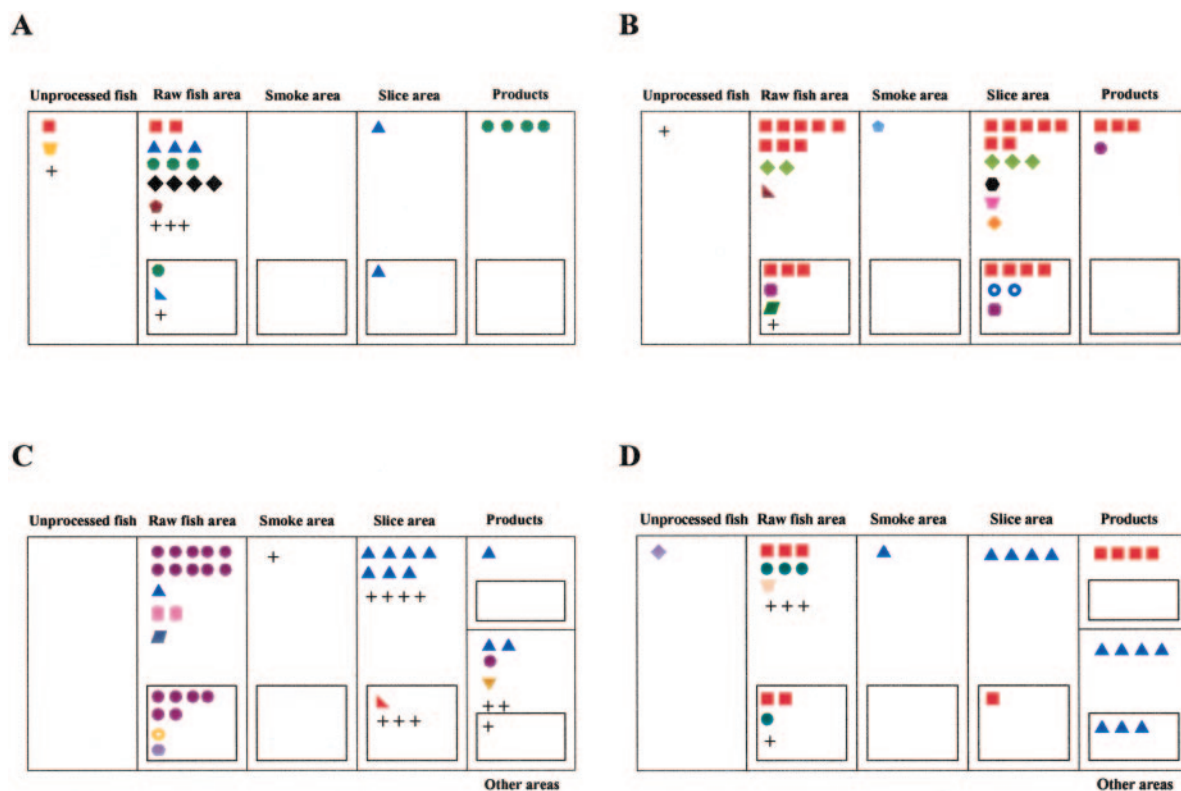 A
B
Unprocessed fish Raw fish area Smoke area Slice area Products
Unprocessed fish Raw fish area Smoke area Slice area Products
C
D
Unprocessed fish Raw fish area Smoke area Slice area Products
Unprocessed fish Raw fish area Smoke area Slice area Products
Other areas
Other areas